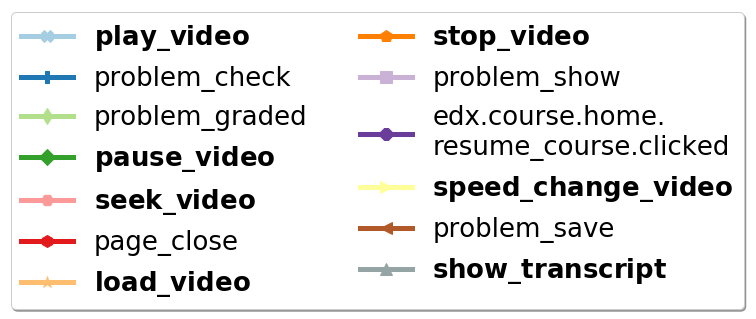 play_video
problem_check
problem_graded
pause_video
seek_video
page_close
load_video
stop_video
problem_show
edx.course.home.
resume_course.clicked
speed_change_video
problem_save
show_transcript